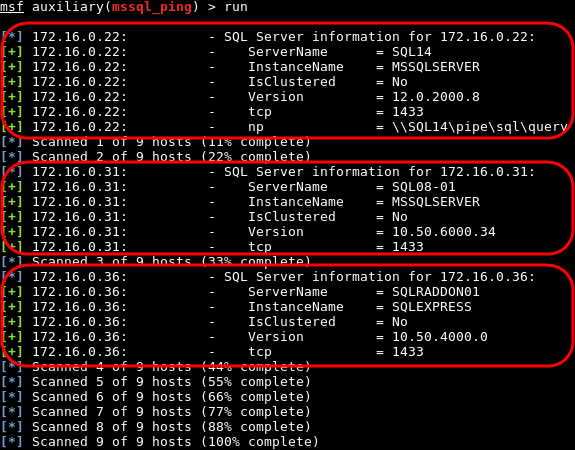 msf auxiliary(mssql_ping) > run
[*] 172.16.0.22:          - SQL Server information for 172.16.0.22:
[+] 172.16.0.22:          -    ServerName      = SQL14
[+] 172.16.0.22:          -    InstanceName    = MSSQLSERVER
[+] 172.16.0.22:          -    IsClustered     = No
[+] 172.16.0.22:          -    Version         = 12.0.2000.8
[+] 172.16.0.22:          -    tcp             = 1433
[+] 172.16.0.22:          -    np              = \\SQL14\pipe\sql\query
[*] Scanned 1 of 9 hosts (11% complete)
[*] Scanned 2 of 9 hosts (22% complete)
[*] 172.16.0.31:          - SQL Server information for 172.16.0.31:
[+] 172.16.0.31:          -    ServerName      = SQL08-01
[+] 172.16.0.31:          -    InstanceName    = MSSQLSERVER
[+] 172.16.0.31:          -    IsClustered     = No
[+] 172.16.0.31:          -    Version         = 10.50.6000.34
[+] 172.16.0.31:          -    tcp             = 1433
[*] Scanned 3 of 9 hosts (33% complete)
[*] 172.16.0.36:          - SQL Server information for 172.16.0.36:
[+] 172.16.0.36:          -    ServerName      = SQLRADDON01
[+] 172.16.0.36:          -    InstanceName    = SQLEXPRESS
[+] 172.16.0.36:          -    IsClustered     = No
[+] 172.16.0.36:          -    Version         = 10.50.4000.0
[+] 172.16.0.36:          -    tcp             = 1433
[*] Scanned 4 of 9 hosts (44% complete)
[*] Scanned 5 of 9 hosts (55% complete)
[*] Scanned 6 of 9 hosts (66% complete)
[*] Scanned 7 of 9 hosts (77% complete)
[*] Scanned 8 of 9 hosts (88% complete)
[*] Scanned 9 of 9 hosts (100% complete)